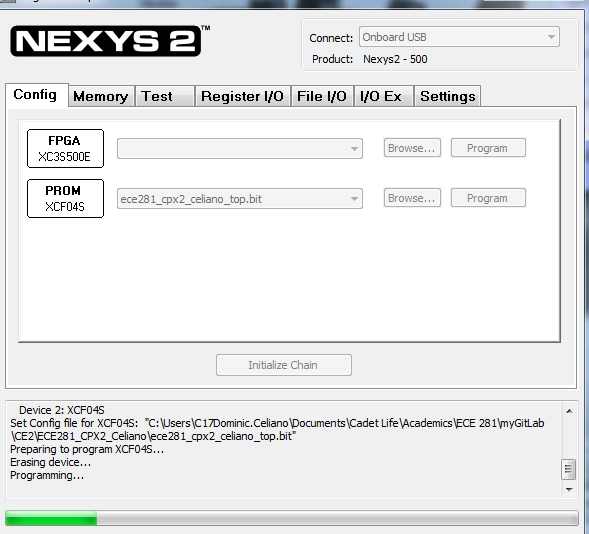 NEXYS 2™
Connect: Onboard USB
Product: Nexys2 - 500
Config Memory Test Register I/O File I/O I/O Ex Settings
FPGA
XC3S500E
Browse... Program
PROM
XCF04S
ece281_cpx2_celiano_top.bit Browse... Program
Initialize Chain
Device 2: XCF04S
Set Config file for XCF04S: "C:\Users\C17Dominic.Celiano\Documents\Cadet Life\Academics\ECE 281\myGitLab
\CE2\ECE281_CPX2_Celiano\ece281_cpx2_celiano_top.bit"
Preparing to program XCF04S...
Erasing device...
Programming...